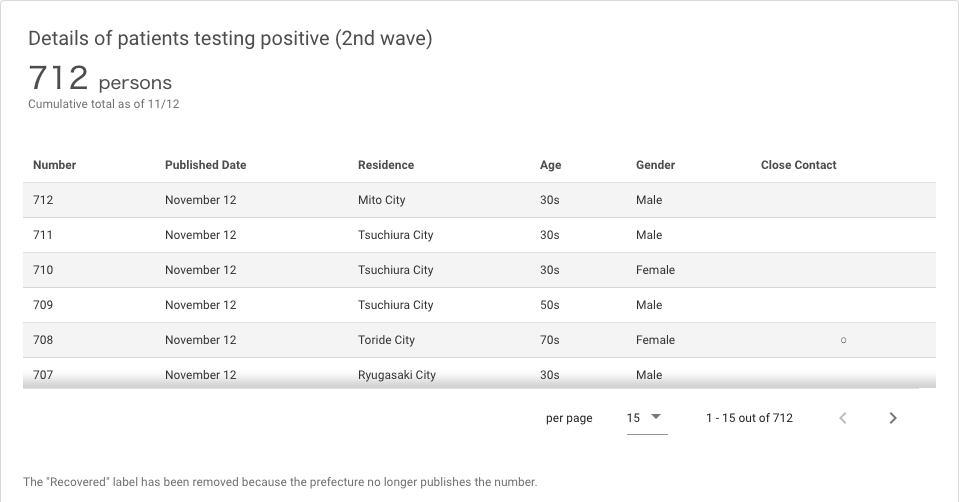 Details of patients testing positive (2nd wave)
712 persons
Cumulative total as of 11/12
Number Published Date Residence Age Gender Close Contact
712 November 12 Mito City 30s Male
711 November 12 Tsuchiura City 30s Male
710 November 12 Tsuchiura City 30s Female
709 November 12 Tsuchiura City 50s Male
708 November 12 Toride City 70s Female ○
707 November 12 Ryugasaki City 30s Male
per page 15 1 - 15 out of 712
The "Recovered" label has been removed because the prefecture no longer publishes the number.